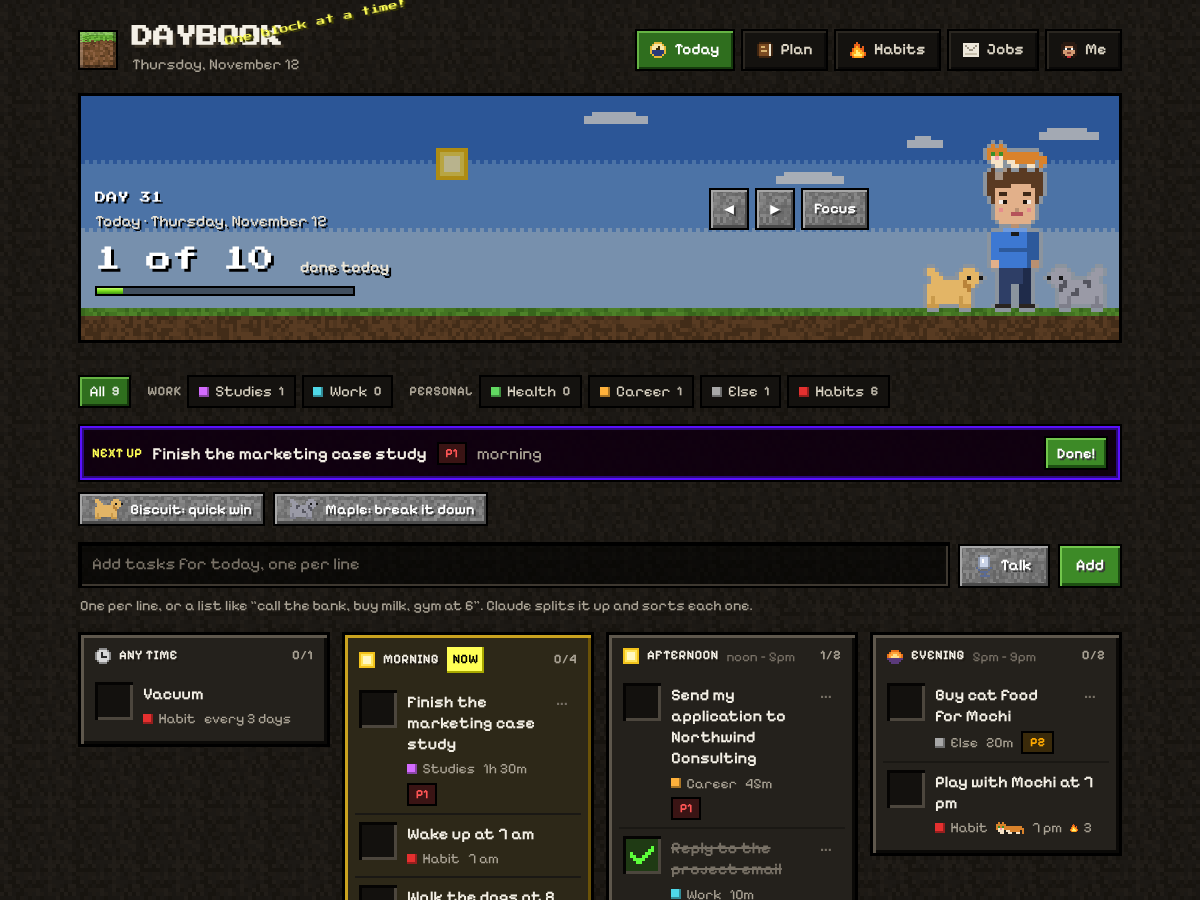 DAYBOOK
One block at a time!
Thursday, November 12
Today
Plan
Habits
Jobs
Me
DAY 31
Today · Thursday, November 12
1 of 10 done today
◀ ▶ Focus
All 9
WORK
Studies 1
Work 0
PERSONAL
Health 0
Career 1
Else 1
Habits 6
NEXT UP Finish the marketing case study P1 morning
Done!
Biscuit: quick win
Maple: break it down
Add tasks for today, one per line
Talk
Add
One per line, or a list like "call the bank, buy milk, gym at 6". Claude splits it up and sorts each one.
ANY TIME 0/1
Vacuum
Habit every 3 days
MORNING NOW 0/4
Finish the
marketing case
study
...
Studies 1h 30m
P1
Wake up at 7 am
Habit 7 am
Walk the dogs at 8
AFTERNOON noon - 8pm 1/2
Send my
application to
Northwind
Consulting
...
Career 45m
P1
Reply to the
project email
...
Work 10m
EVENING 8pm - 9pm 0/2
Buy cat food
for Mochi
...
Else 20m P2
Play with Mochi at 7
pm
Habit 7 pm 3